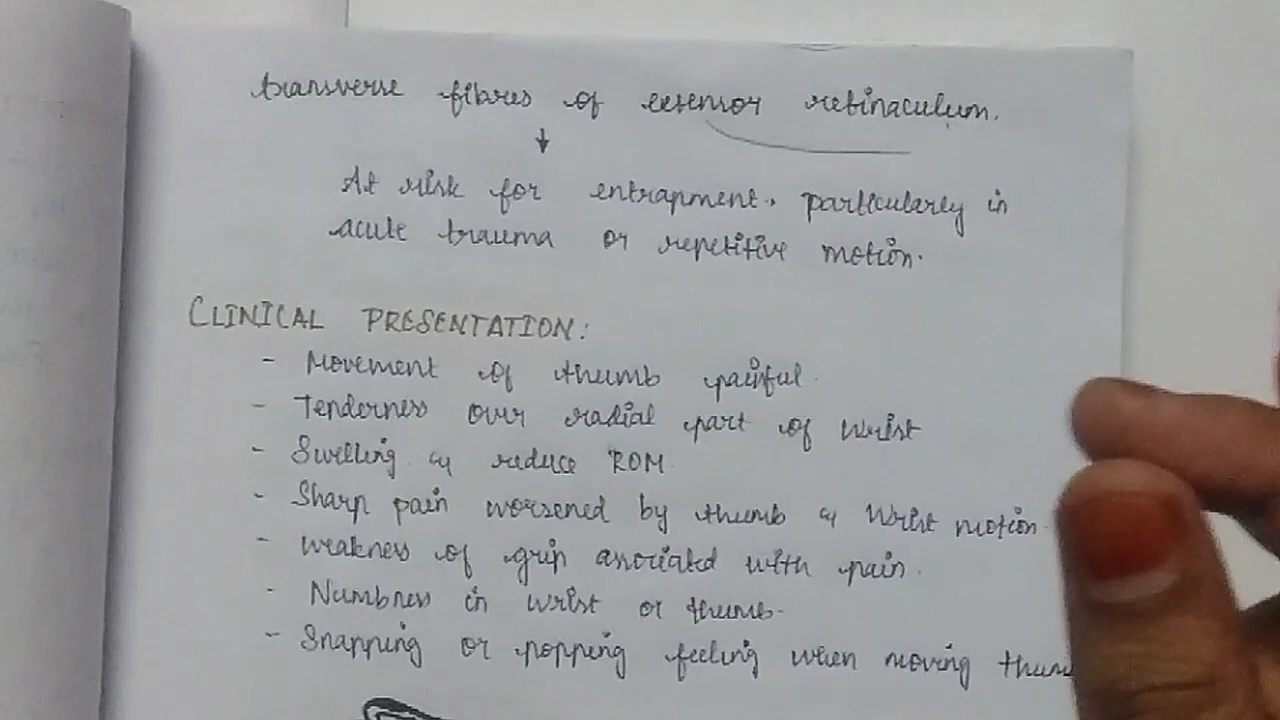 transverse fibres of extensor retinaculum.
↓
At risk for entrapment, particularly in
acute trauma or repetitive motion.
CLINICAL PRESENTATION:
- Movement of thumb painful.
- Tenderness over radial part of wrist
- Swelling & reduce ROM.
- Sharp pain worsened by thumb & wrist motion.
- Weakness of grip associated with pain.
- Numbness in wrist or thumb.
- Snapping or popping feeling when moving thum